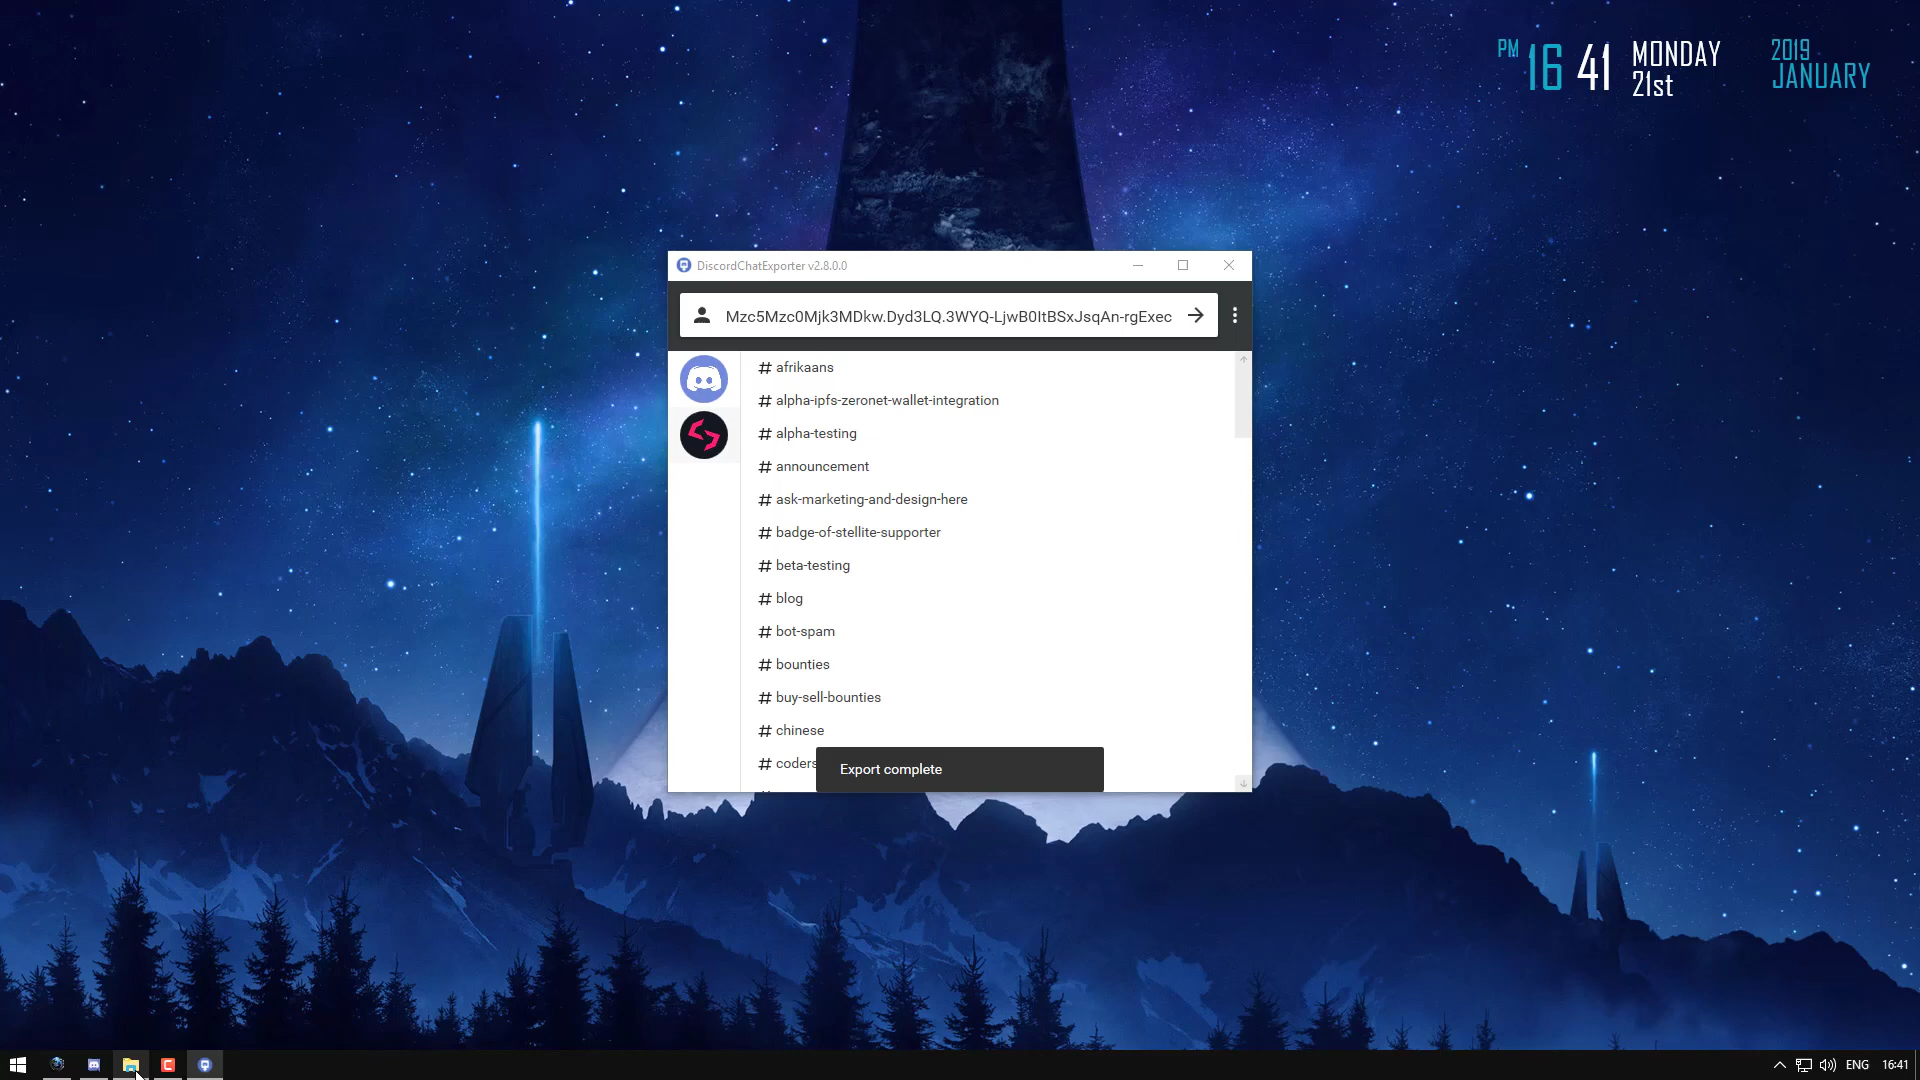 PM 16 41 MONDAY 21st 2019 JANUARY
DiscordChatExporter v2.8.0.0
Mzc5Mzc0Mjk3MDkw.Dyd3LQ.3WYQ-LjwB0ItBSxJsqAn-rgExec
# afrikaans
# alpha-ipfs-zeronet-wallet-integration
# alpha-testing
# announcement
# ask-marketing-and-design-here
# badge-of-stellite-supporter
# beta-testing
# blog
# bot-spam
# bounties
# buy-sell-bounties
# chinese
# coders
Export complete
ENG 16:41